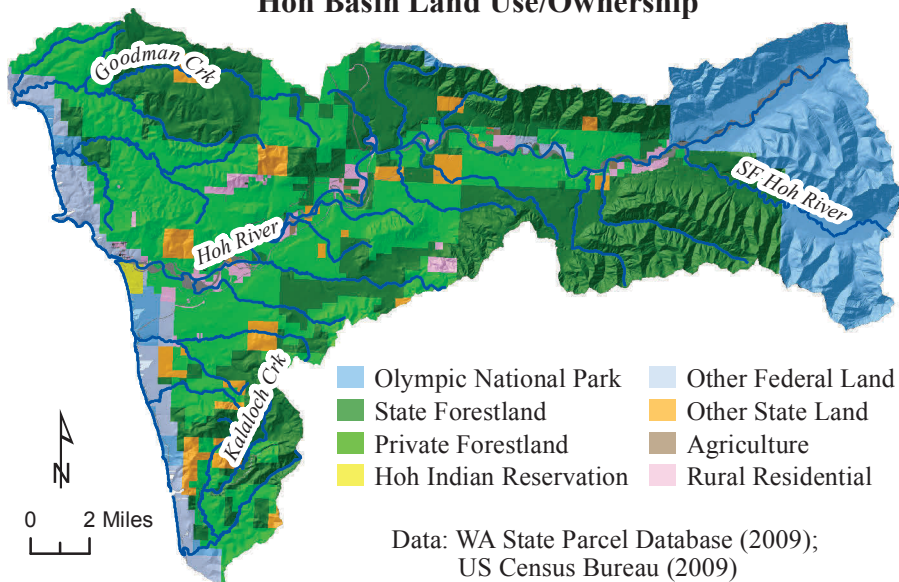 Hoh Basin Land Use/Ownership
Goodman Crk
SF Hoh River
Hoh River
Kalaloch Crk
Olympic National Park
State Forestland
Private Forestland
Hoh Indian Reservation
Other Federal Land
Other State Land
Agriculture
Rural Residential
N
0 2 Miles
Data: WA State Parcel Database (2009);
US Census Bureau (2009)